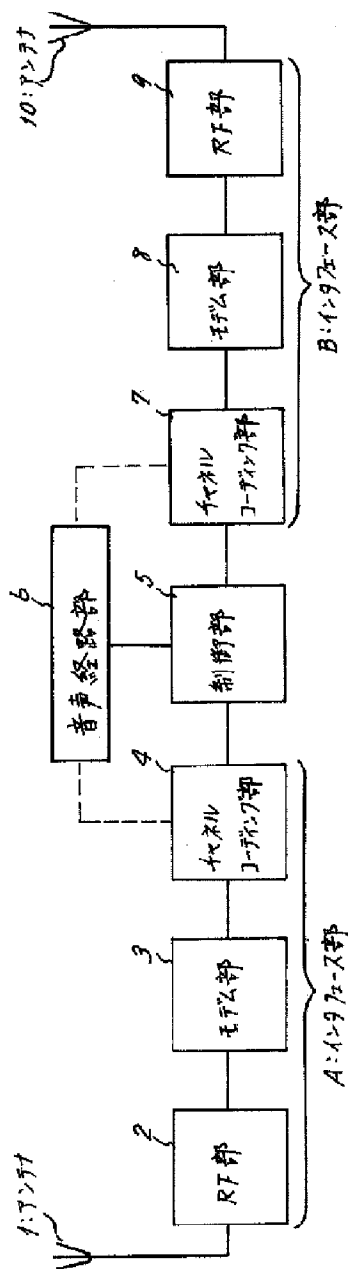 1:アンテナ
2
RF部
3
モデム部
4
チャネル
コーディング部
5
制御部
6
音声経路部
7
チャネル
コーディング部
8
モデム部
9
RF部
10:アンテナ
A:インタフェース部
B:インタフェース部